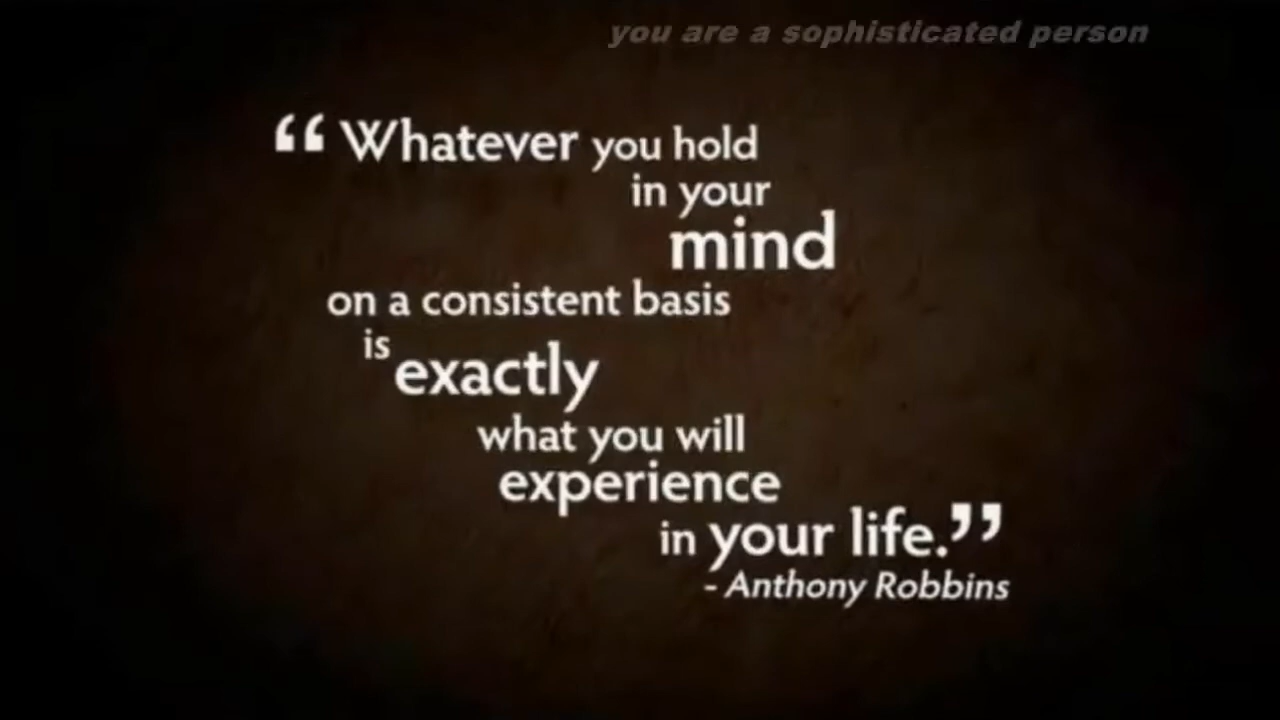 you are a sophisticated person
“Whatever you hold
in your
mind
on a consistent basis
is exactly
what you will
experience
in your life.”
- Anthony Robbins